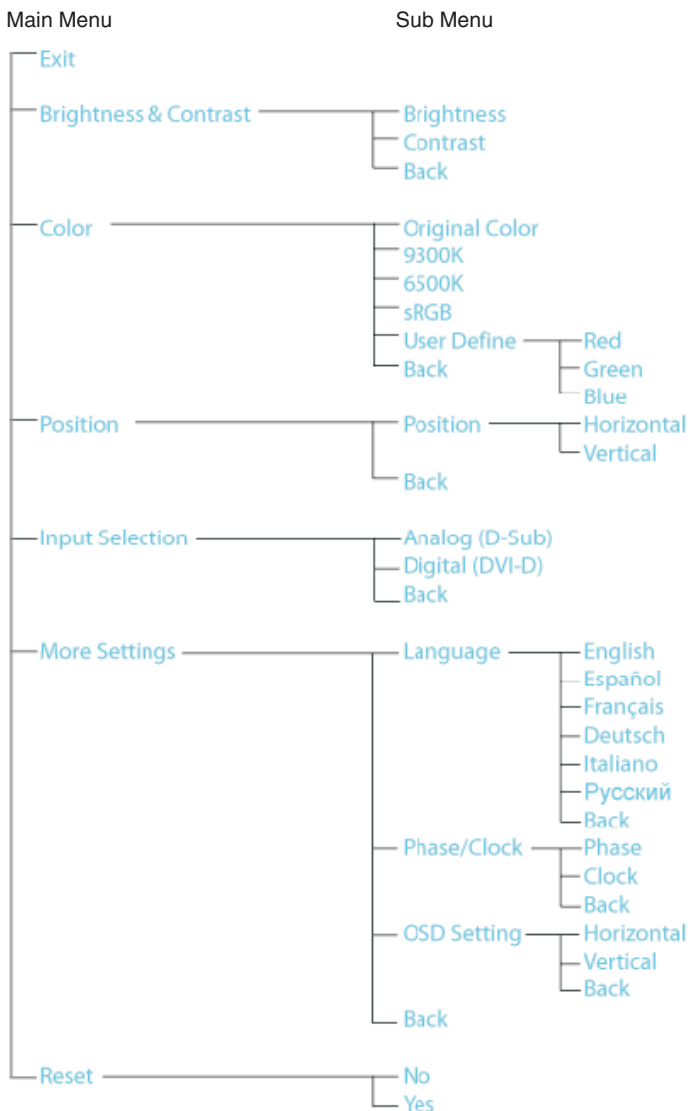 Main Menu Sub Menu
Exit
Brightness & Contrast Brightness
Contrast
Back
Color Original Color
9300K
6500K
sRGB
User Define Red
Back Green
Blue
Position Position Horizontal
Vertical
Back
Input Selection Analog (D-Sub)
Digital (DVI-D)
Back
More Settings Language English
Español
Français
Deutsch
Italiano
Русский
Back
Phase/Clock Phase
Clock
Back
OSD Setting Horizontal
Vertical
Back
Back
Reset No
Yes